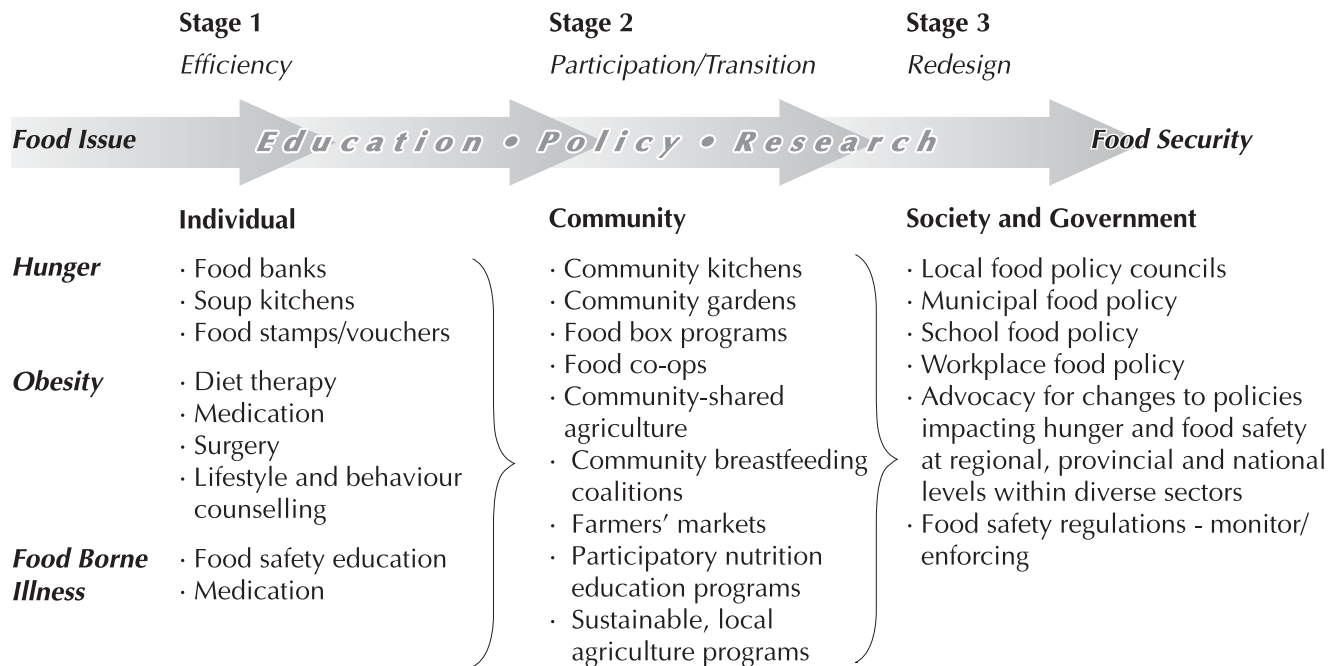 Stage 1
Stage 2
Stage 3
Efficiency
Participation/Transition
Redesign
Food Issue
Education • Policy • Research
Food Security
Individual
Community
Society and Government
Hunger
· Food banks
· Soup kitchens
· Food stamps/vouchers
Obesity
· Diet therapy
· Medication
· Surgery
· Lifestyle and behaviour
counselling
Food Borne
Illness
· Food safety education
· Medication
· Community kitchens
· Community gardens
· Food box programs
· Food co-ops
· Community-shared
agriculture
· Community breastfeeding
coalitions
· Farmers’ markets
· Participatory nutrition
education programs
· Sustainable, local
agriculture programs
· Local food policy councils
· Municipal food policy
· School food policy
· Workplace food policy
· Advocacy for changes to policies
impacting hunger and food safety
at regional, provincial and national
levels within diverse sectors
· Food safety regulations - monitor/
enforcing